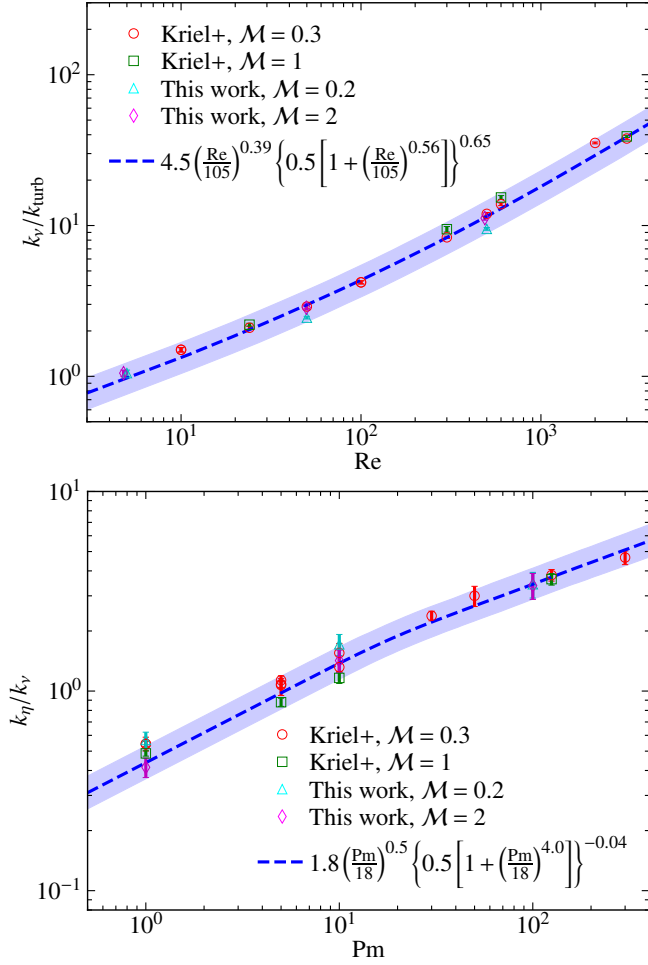 10²
10¹
10⁰
k_ν/k_turb
Kriel+, ℳ = 0.3
Kriel+, ℳ = 1
This work, ℳ = 0.2
This work, ℳ = 2
4.5 (Re/105)^0.39 {0.5 [1 + (Re/105)^0.56]}^0.65
10¹ 10² 10³
Re
10¹
10⁰
10⁻¹
k_η/k_ν
Kriel+, ℳ = 0.3
Kriel+, ℳ = 1
This work, ℳ = 0.2
This work, ℳ = 2
1.8 (Pm/18)^0.5 {0.5 [1 + (Pm/18)^4.0]}^−0.04
10⁰ 10¹ 10²
Pm